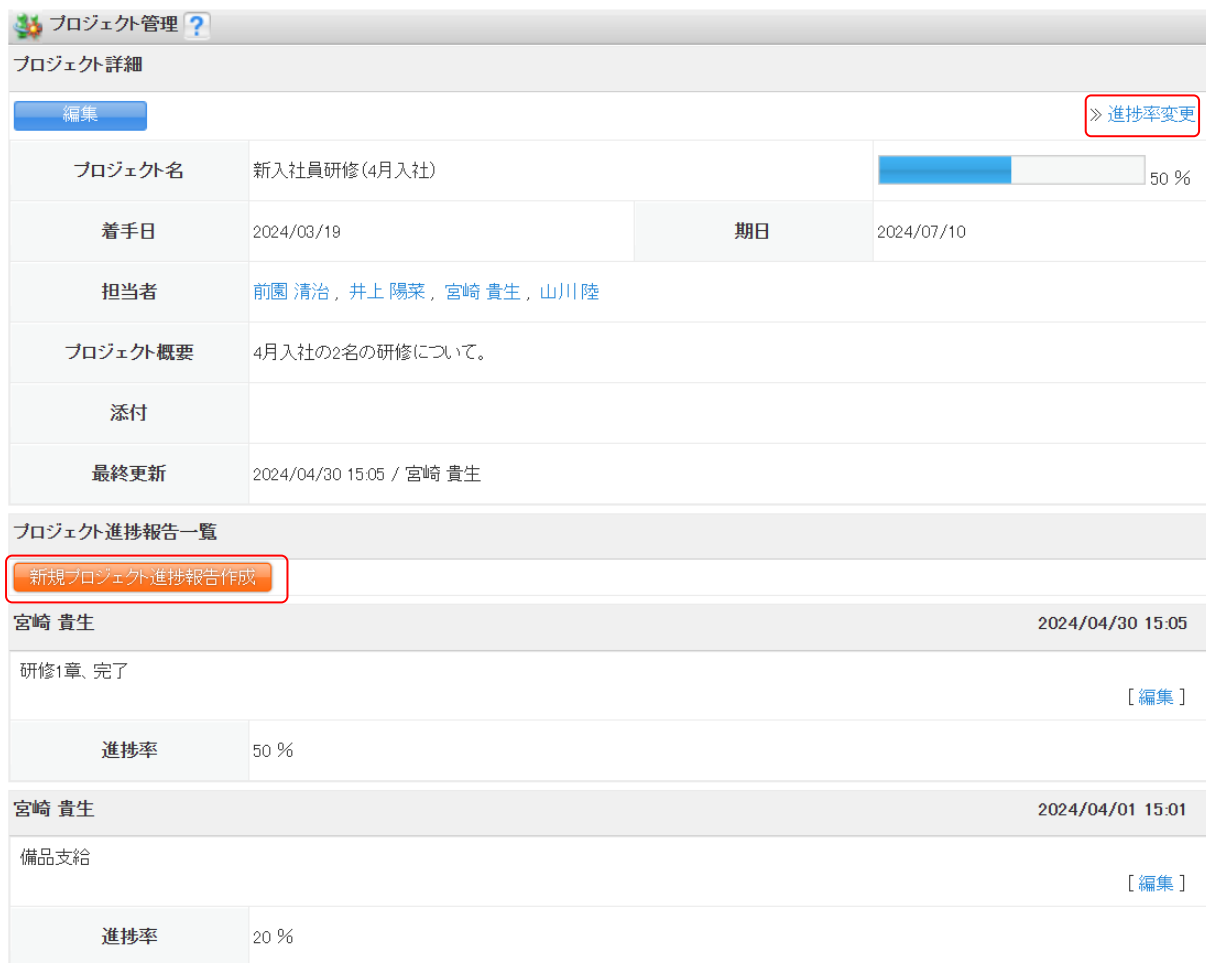 プロジェクト管理 ?
プロジェクト詳細
編集
≫ 進捗率変更
プロジェクト名 新入社員研修(4月入社) 50 %
着手日 2024/03/19 期日 2024/07/10
担当者 前園 清治 , 井上 陽菜 , 宮崎 貴生 , 山川 陸
プロジェクト概要 4月入社の2名の研修について。
添付
最終更新 2024/04/30 15:05 / 宮崎 貴生
プロジェクト進捗報告一覧
新規プロジェクト進捗報告作成
宮崎 貴生 2024/04/30 15:05
研修1章、完了
[ 編集 ]
進捗率 50 %
宮崎 貴生 2024/04/01 15:01
備品支給
[ 編集 ]
進捗率 20 %